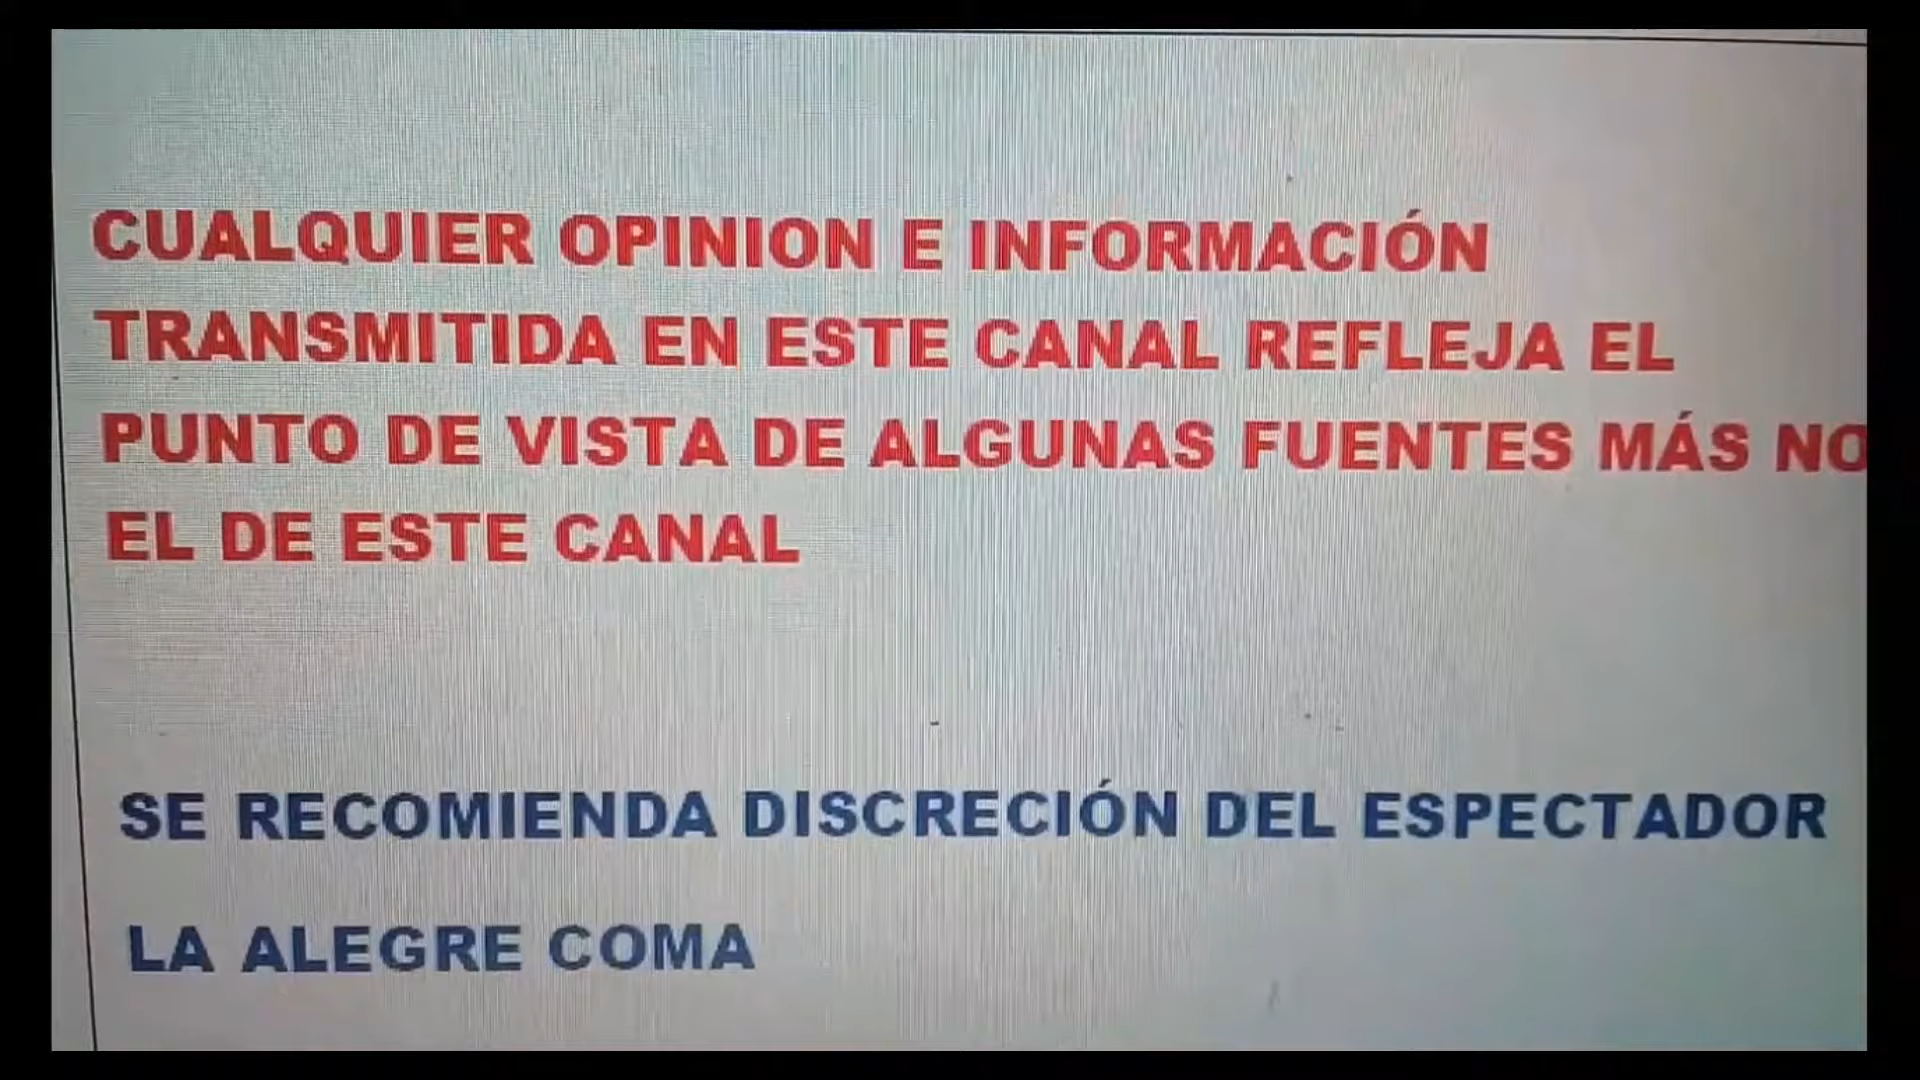 CUALQUIER OPINION E INFORMACIÓN
TRANSMITIDA EN ESTE CANAL REFLEJA EL
PUNTO DE VISTA DE ALGUNAS FUENTES MÁS NO
EL DE ESTE CANAL
SE RECOMIENDA DISCRECIÓN DEL ESPECTADOR
LA ALEGRE COMA